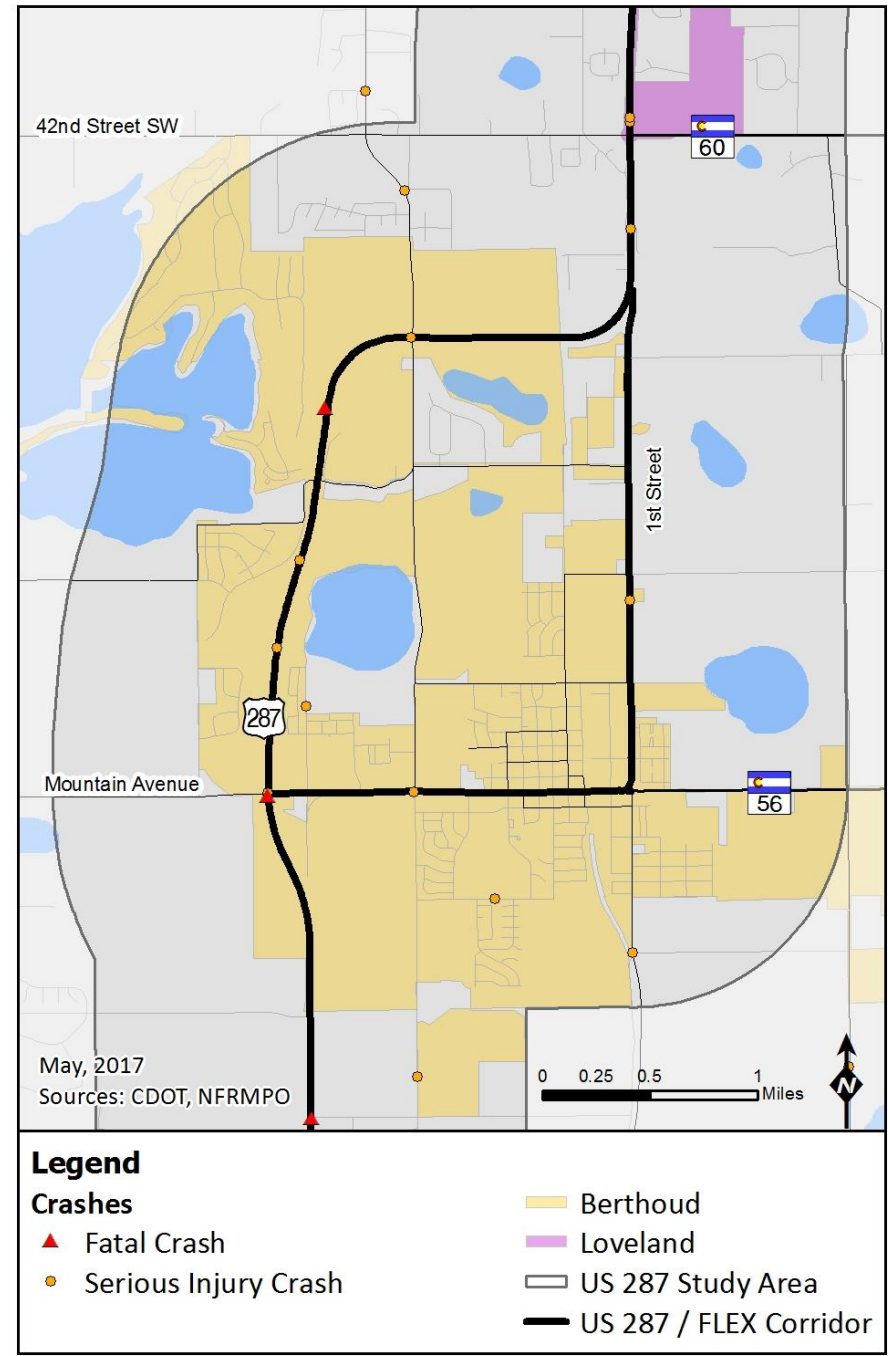 42nd Street SW
C
60
1st Street
287
Mountain Avenue
C
56
May, 2017
Sources: CDOT, NFRMPO
0 0.25 0.5 1
Miles
N
Legend
Crashes
Fatal Crash
Serious Injury Crash
Berthoud
Loveland
US 287 Study Area
US 287 / FLEX Corridor